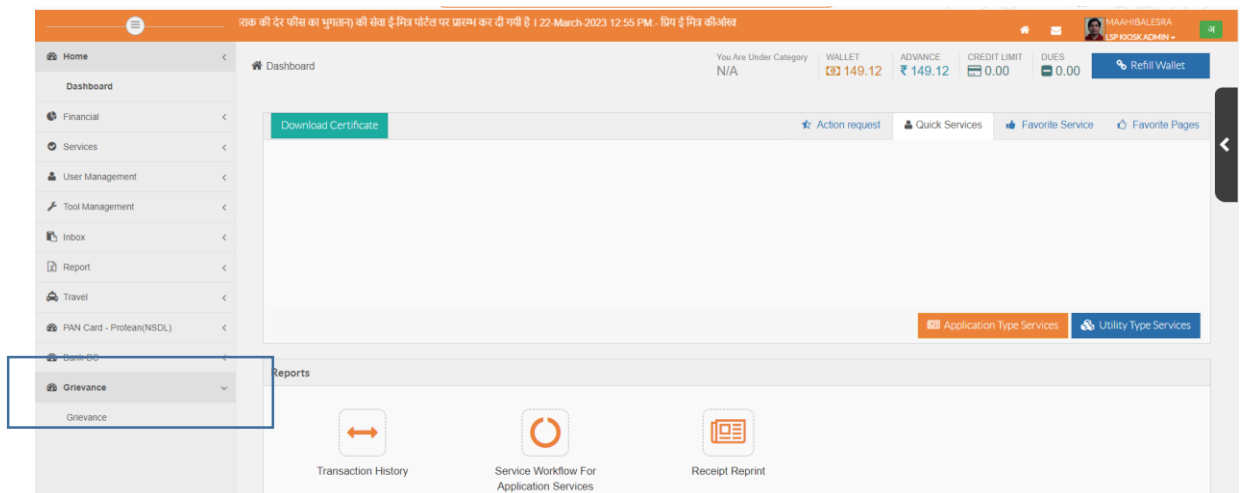 राक की देर फीस का भुगतान) की सेवा ई-मित्र पोर्टल पर प्रारम्भ कर दी गयी है । 22-March-2023 12:55 PM:- प्रिय ई मित्र कीओस्क
MAAHIBALESRA
LSP KIOSK ADMIN
अ
Home
Dashboard
Financial
Services
User Management
Tool Management
Inbox
Report
Travel
PAN Card - Protean(NSDL)
Bank BC
Grievance
Grievance
Dashboard
You Are Under Category
N/A
WALLET
149.12
ADVANCE
₹ 149.12
CREDIT LIMIT
0.00
DUES
0.00
Refill Wallet
Download Certificate
Action request
Quick Services
Favorite Service
Favorite Pages
Application Type Services
Utility Type Services
Reports
Transaction History
Service Workflow For
Application Services
Receipt Reprint